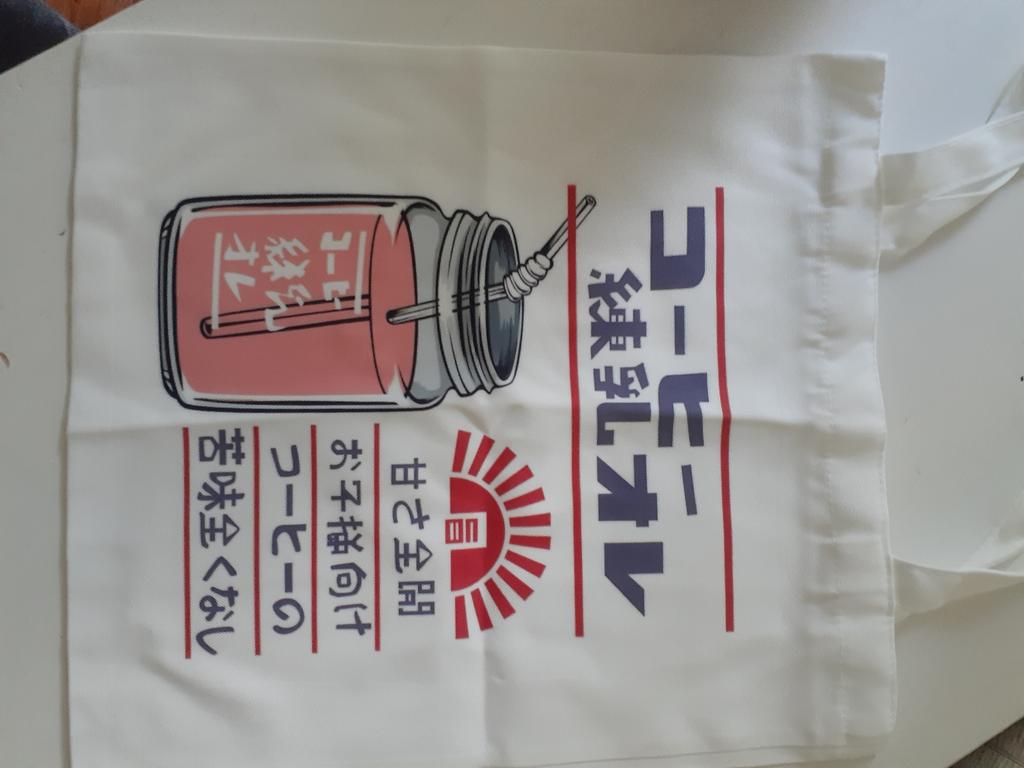 コーヒー
練乳オレ
コーヒー
練乳
オレ
甘さ全開
お子猫向け
コーヒーの
苦味全くなし